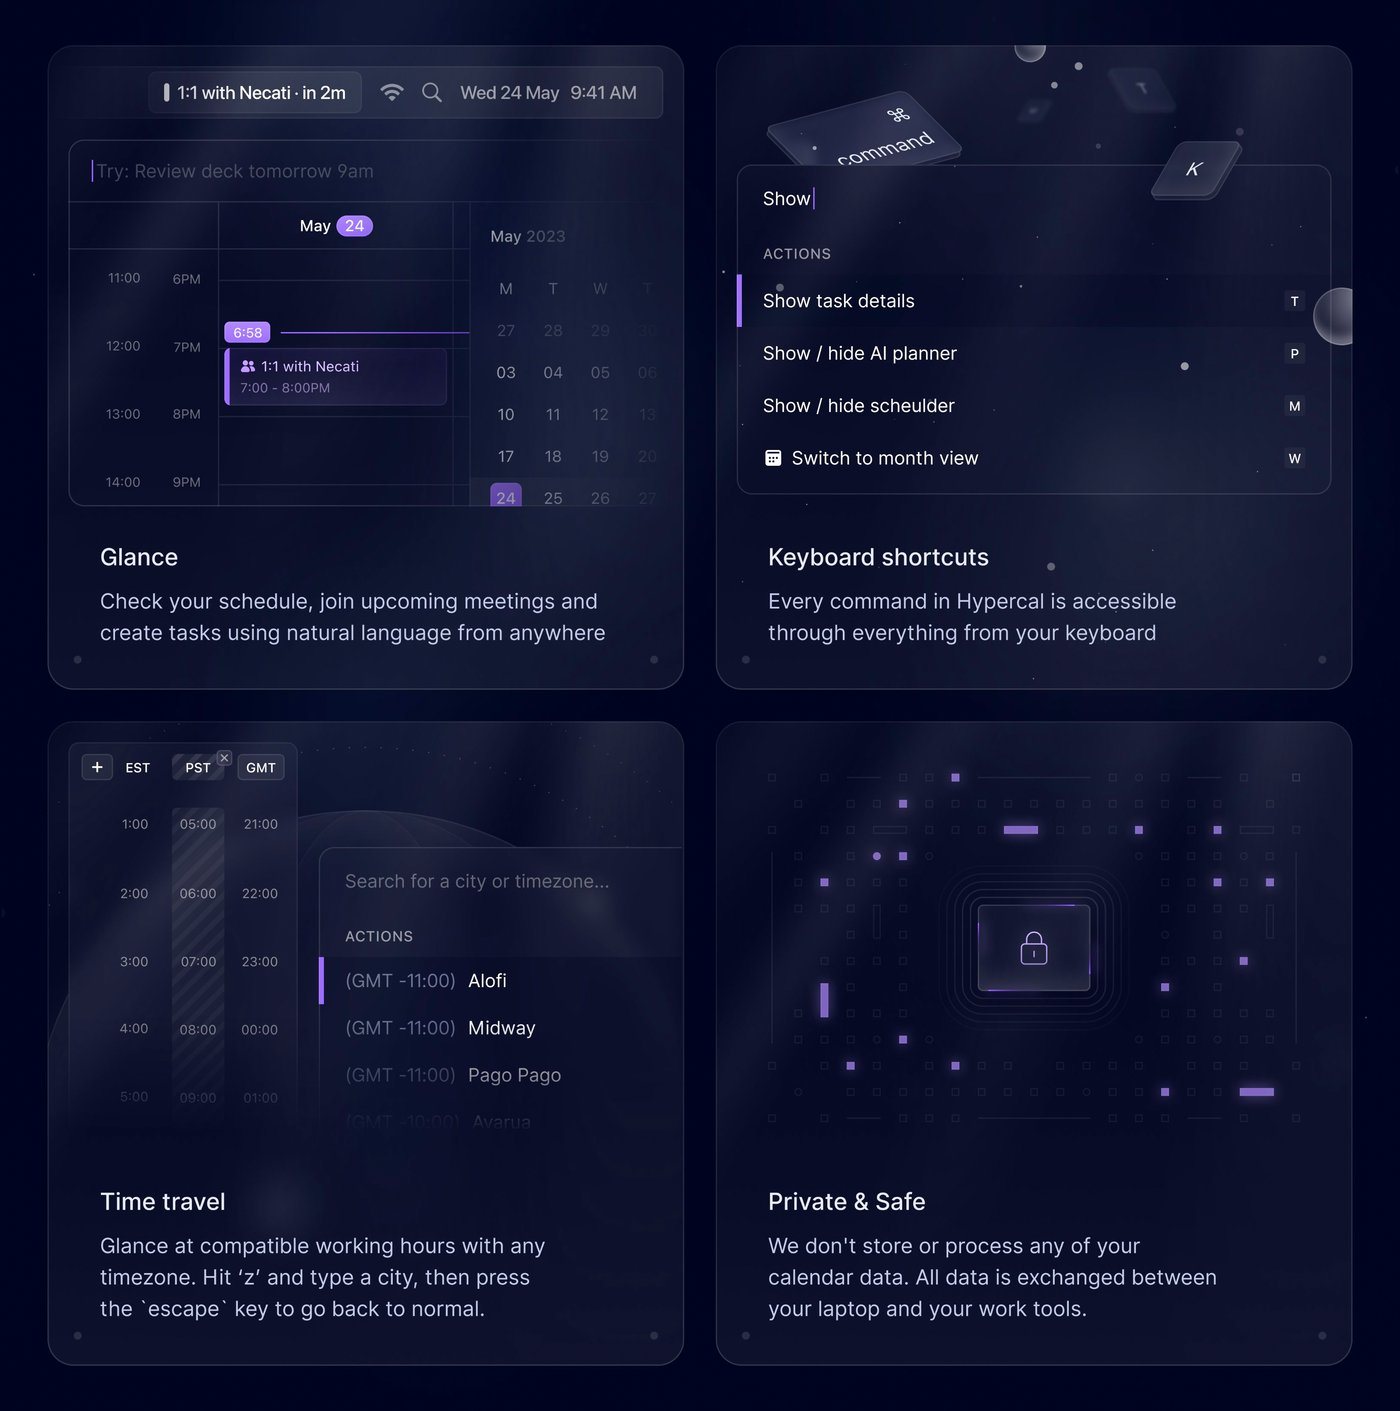 1:1 with Necati · in 2m Wed 24 May 9:41 AM
Try: Review deck tomorrow 9am
May 24
May 2023
M T W T
11:00 6PM
12:00 7PM
13:00 8PM
14:00 9PM
6:58
1:1 with Necati
7:00 - 8:00PM
27 28 29 30
03 04 05 06
10 11 12 13
17 18 19 20
24 25 26 27
Glance
Check your schedule, join upcoming meetings and
create tasks using natural language from anywhere
⌘
command
T
K
Show
ACTIONS
Show task details T
Show / hide AI planner P
Show / hide scheulder M
Switch to month view W
Keyboard shortcuts
Every command in Hypercal is accessible
through everything from your keyboard
+ EST PST GMT
1:00 05:00 21:00
2:00 06:00 22:00
3:00 07:00 23:00
4:00 08:00 00:00
5:00 09:00 01:00
Search for a city or timezone...
ACTIONS
(GMT -11:00) Alofi
(GMT -11:00) Midway
(GMT -11:00) Pago Pago
(GMT -10:00) Avarua
Time travel
Glance at compatible working hours with any
timezone. Hit ‘z’ and type a city, then press
the `escape` key to go back to normal.
Private & Safe
We don't store or process any of your
calendar data. All data is exchanged between
your laptop and your work tools.